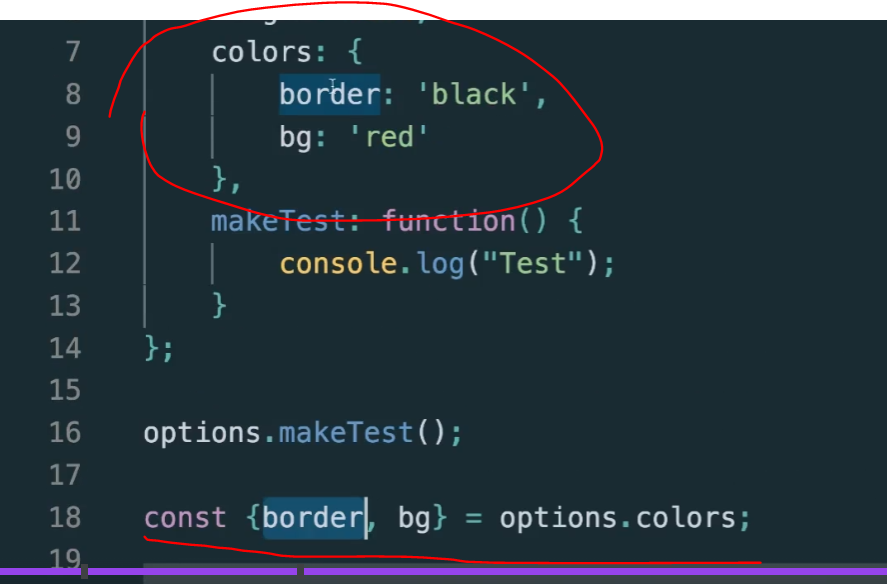 7 colors: {
8 border: 'black',
9 bg: 'red'
10 },
11 makeTest: function() {
12 console.log("Test");
13 }
14 };
15
16 options.makeTest();
17
18 const {border, bg} = options.colors;
19